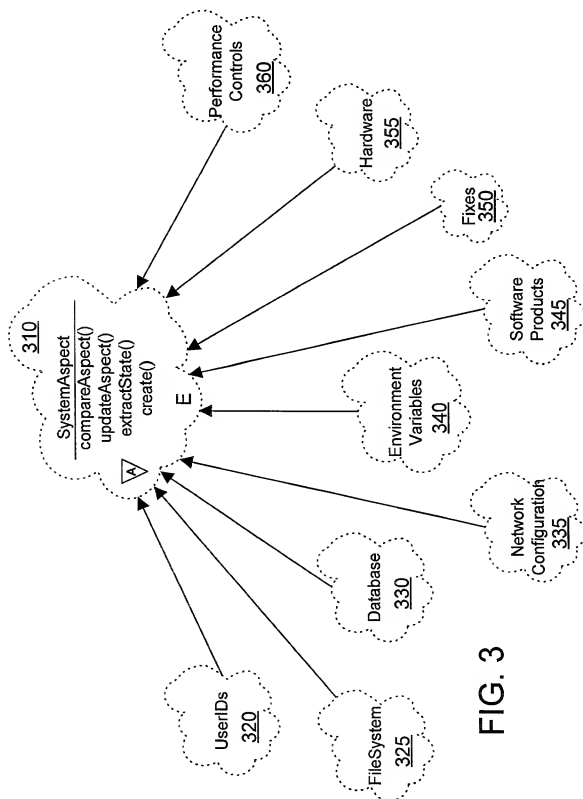 310
SystemAspect
compareAspect()
updateAspect()
extractState()
create()
A
E
UserIDs
320
FileSystem
325
Database
330
Network
Configuration
335
Environment
Variables
340
Software
Products
345
Fixes
350
Hardware
355
Performance
Controls
360
FIG. 3